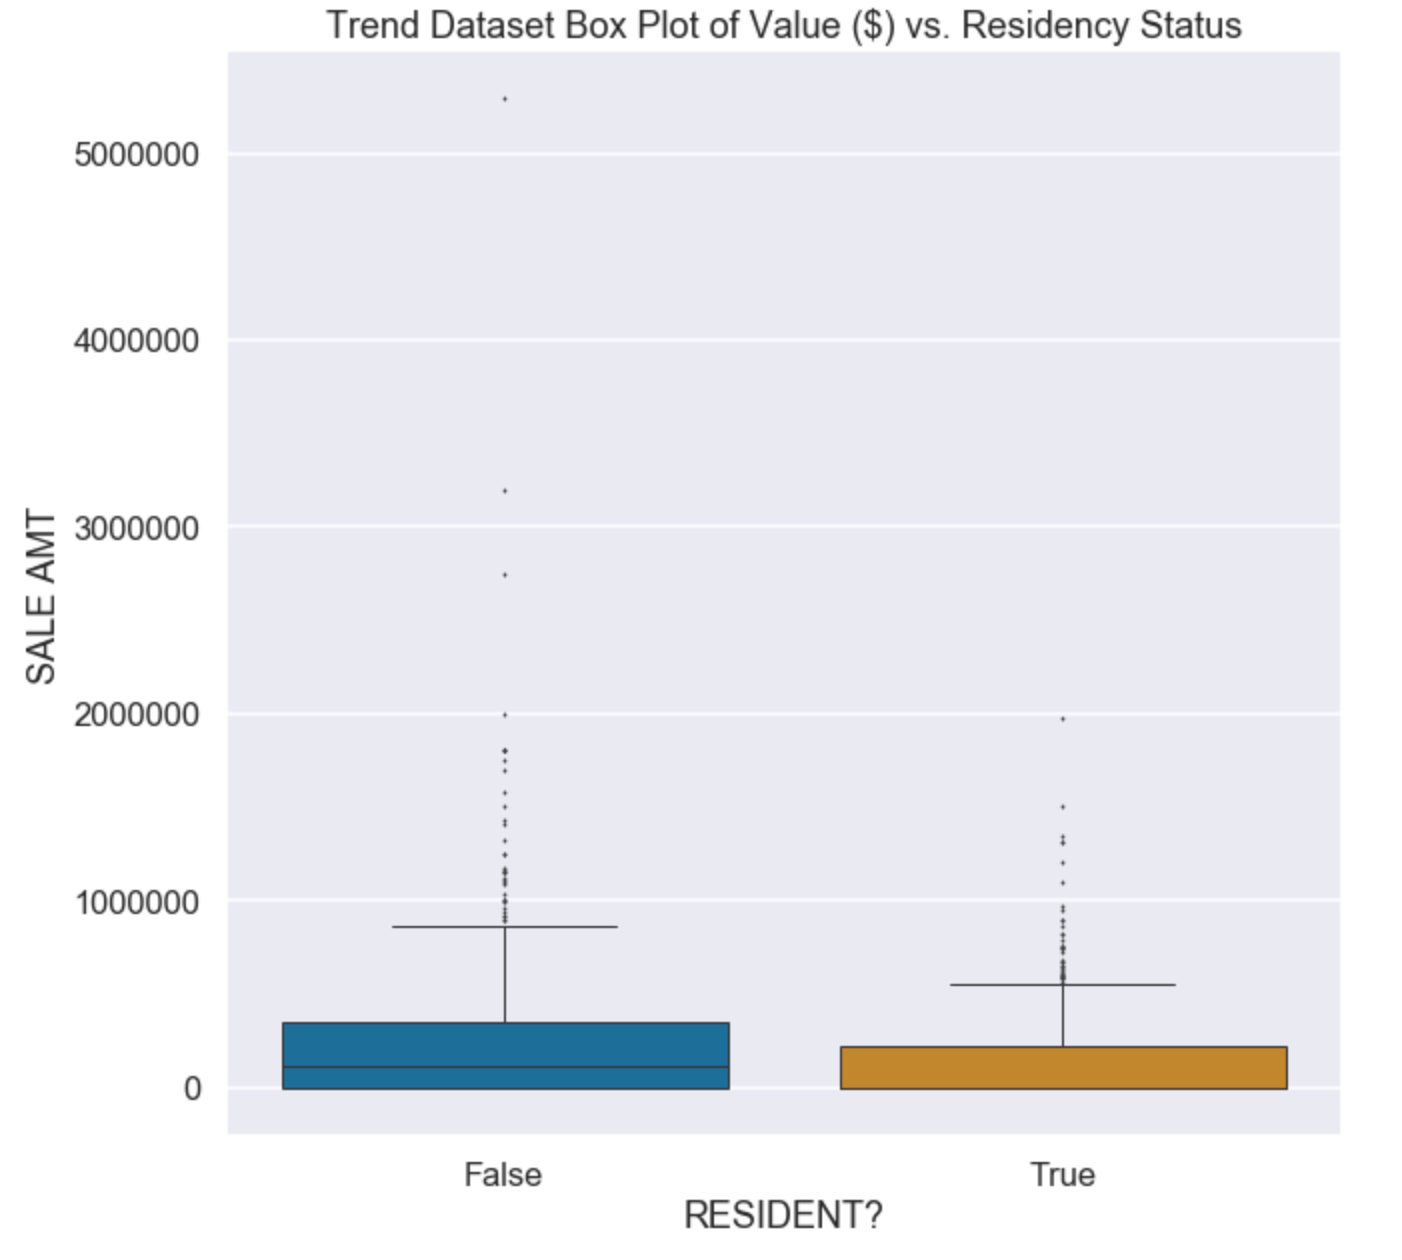 Trend Dataset Box Plot of Value ($) vs. Residency Status
5000000
4000000
3000000
2000000
1000000
0
SALE AMT
False
True
RESIDENT?